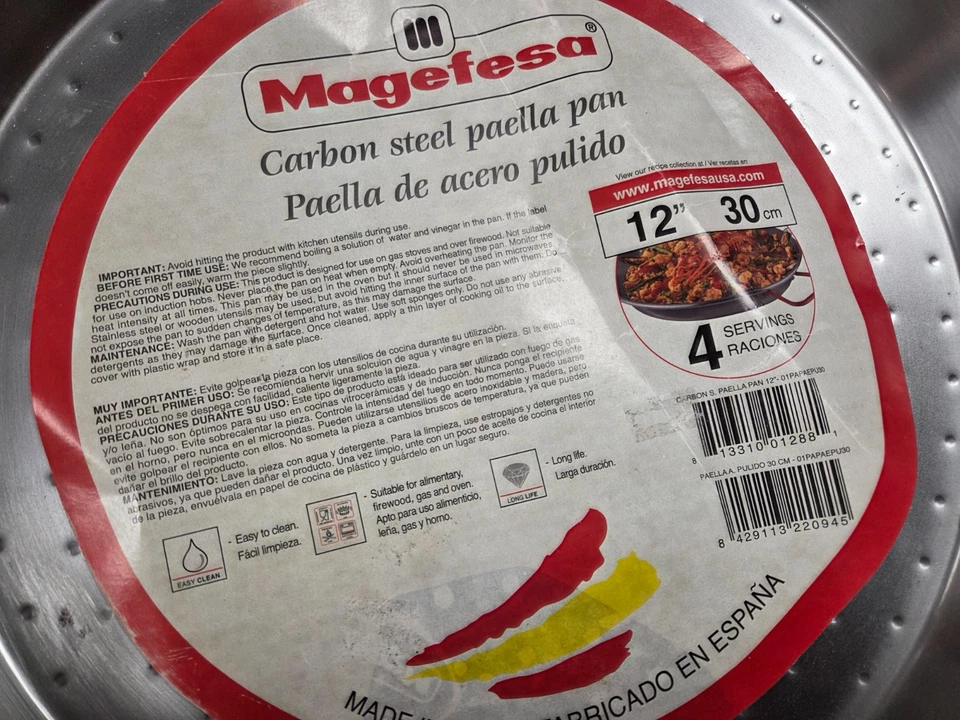 Magefesa®
Carbon steel paella pan
Paella de acero pulido
View our recipe collection at / Ver recetas en
www.magefesausa.com
12” 30 cm
4 SERVINGS
RACIONES
IMPORTANT: Avoid hitting the product with kitchen utensils during use.
BEFORE FIRST TIME USE: We recommend boiling a solution of water and vinegar in the pan. If the label
doesn't come off easily, warm the piece slightly.
PRECAUTIONS DURING USE: This product is designed for use on gas stoves and over firewood. Not suitable
for use on induction hobs. Never place the pan on heat when empty. Avoid overheating the pan. Monitor the
heat intensity at all times. This pan may be used in the oven but it should never be used in microwaves
Stainless steel or wooden utensils may be used, but avoid hitting the inner surface of the pan with them. Do
not expose the pan to sudden changes of temperature, as this may damage the surface.
MAINTENANCE: Wash the pan with detergent and hot water. Use soft sponges only. Do not use any abrasive
detergents as they may damage the surface. Once cleaned, apply a thin layer of cooking oil to the surface,
cover with plastic wrap and store it in a safe place.
MUY IMPORTANTE: Evite golpear la pieza con los utensilios de cocina durante su utilización.
ANTES DEL PRIMER USO: Se recomienda hervir una solución de agua y vinagre en la pieza. Si la etiqueta
del producto no se despega con facilidad, caliente ligeramente la pieza.
PRECAUCIONES DURANTE SU USO: Este tipo de producto está ideado para ser utilizado con fuego de gas
y/o leña. No son óptimos para su uso en cocinas vitrocerámicas y de inducción. Nunca ponga el recipiente
vacío al fuego. Evite sobrecalentar la pieza. Controle la intensidad del fuego en todo momento. Puede usarse
en el horno, pero nunca en el microondas. Pueden utilizarse utensilios de acero inoxidable y madera, pero
evite golpear el recipiente con ellos. No someta la pieza a cambios bruscos de temperatura, ya que pueden
dañar el brillo del producto.
MANTENIMIENTO: Lave la pieza con agua y detergente. Para la limpieza, use estropajos y detergentes no
abrasivos, ya que pueden dañar el producto. Una vez limpio, unte con un poco de aceite de cocina el interior
de la pieza, envuélvala en papel de cocina de plástico y guárdelo en un lugar seguro.
CARBON S. PAELLA PAN 12"- 01PAPAEPU30
8 13310 01288 1
PAELLA A. PULIDO 30 CM - 01PAPAEPU30
8 429113 220945
EASY CLEAN
- Easy to clean.
Fácil limpieza.
- Suitable for alimentary,
firewood, gas and oven.
Apto para uso alimenticio,
leña, gas y horno.
LONG LIFE
- Long life.
Larga duración.
MADE
FABRICADO EN ESPAÑA